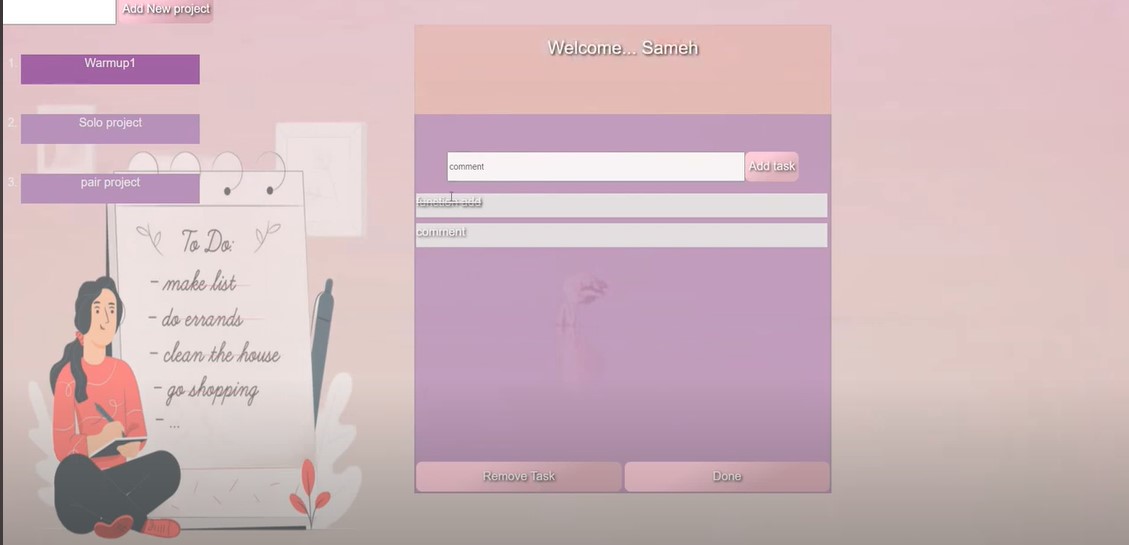 Add New project
1. Warmup1
2. Solo project
3. pair project
To Do:
- make list
- do errands
- clean the house
- go shopping
- ...
Welcome... Sameh
comment
Add task
function add
comment
Remove Task
Done